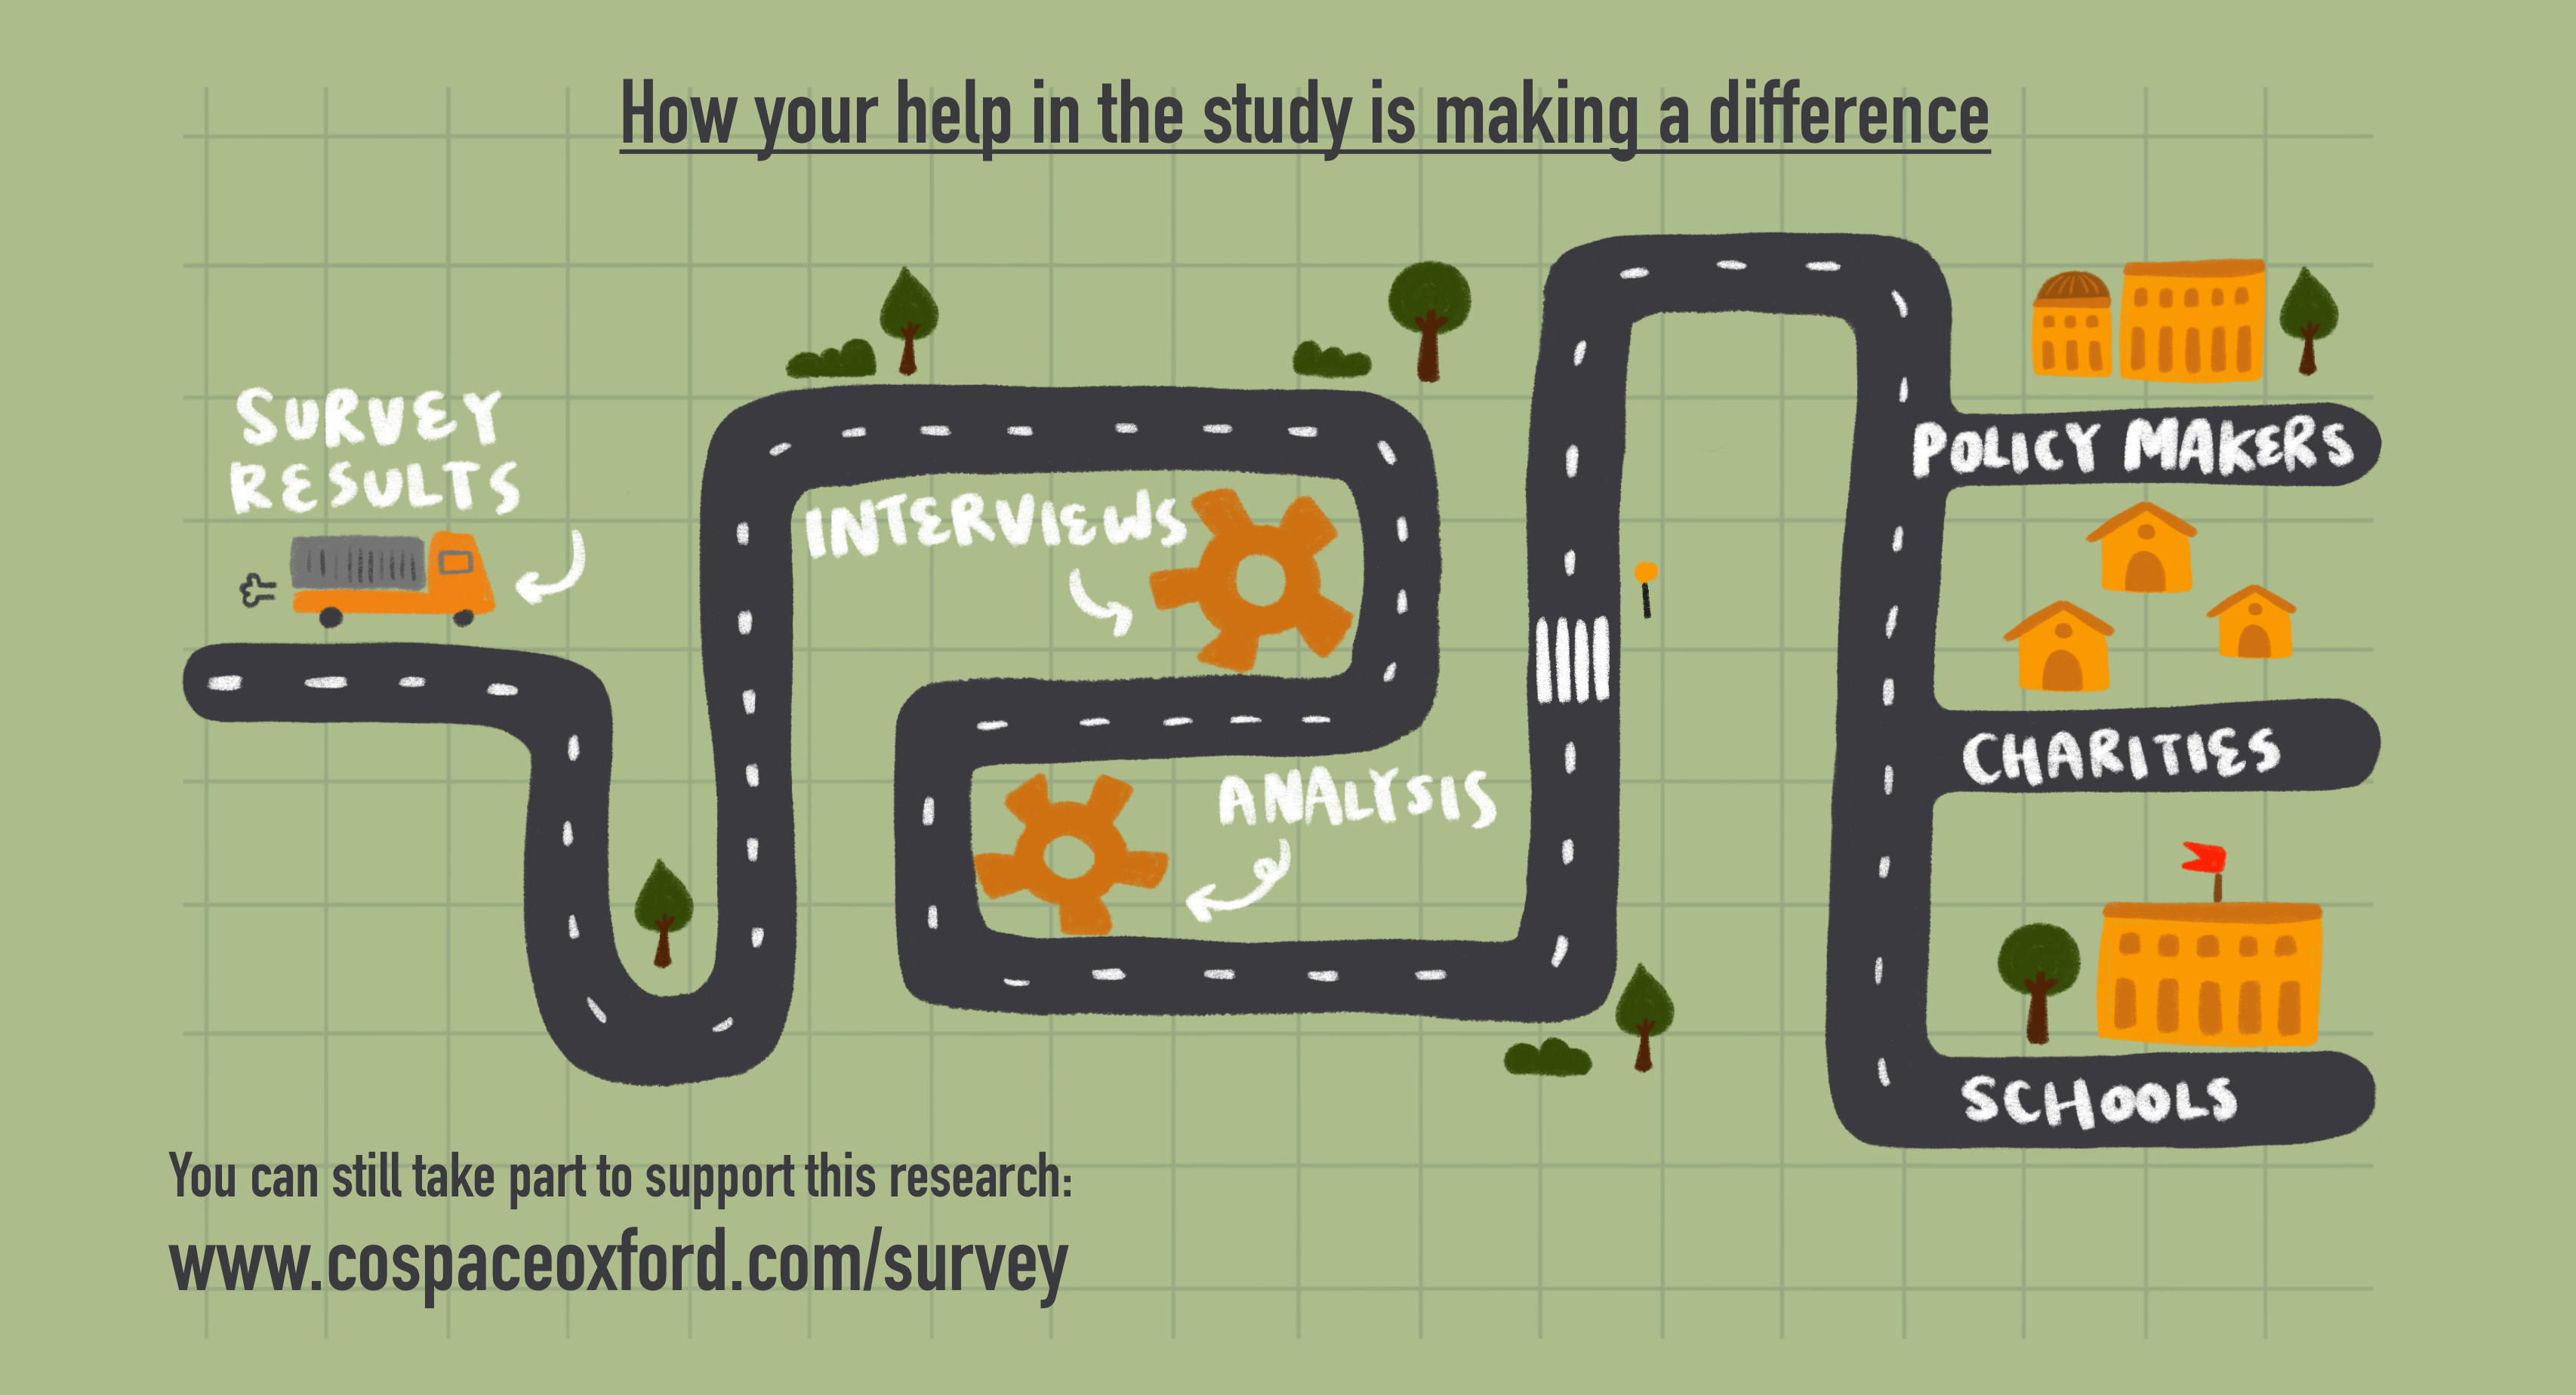 How your help in the study is making a difference
SURVEY
RESULTS
INTERVIEWS
ANALYSIS
POLICY MAKERS
CHARITIES
SCHOOLS
You can still take part to support this research:
www.cospaceoxford.com/survey